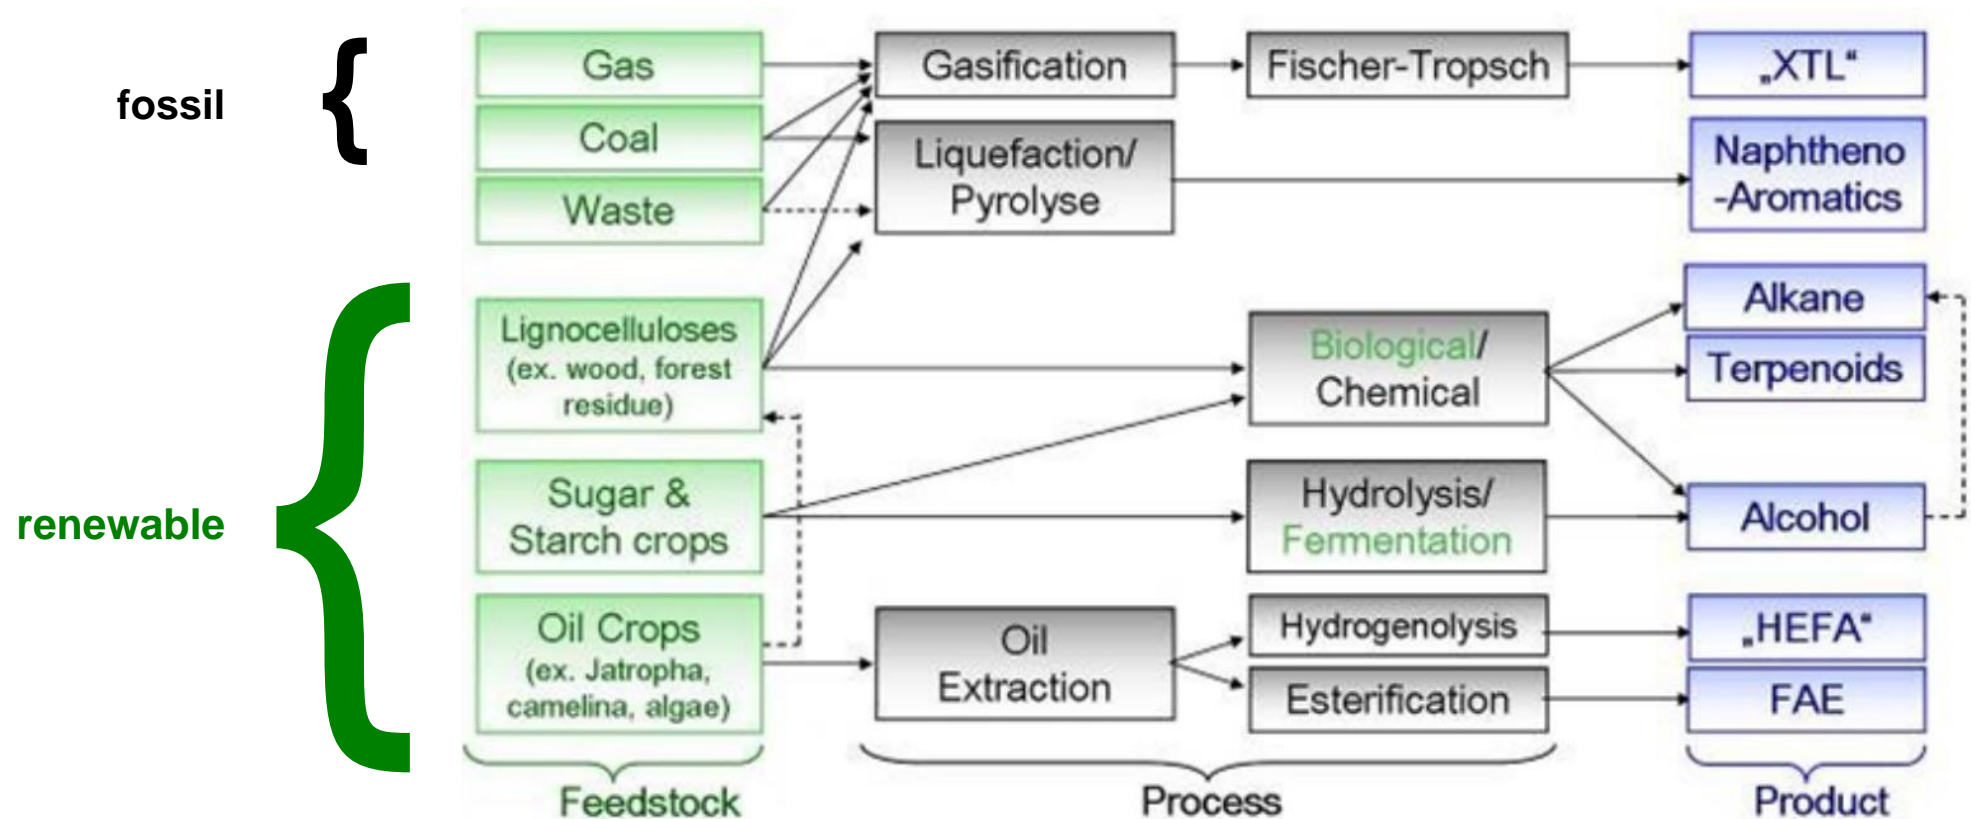 fossil
{
renewable
{
Gas
Coal
Waste
Lignocelluloses
(ex. wood, forest
residue)
Sugar &
Starch crops
Oil Crops
(ex. Jatropha,
camelina, algae)
Feedstock
Gasification
Fischer-Tropsch
Liquefaction/
Pyrolyse
Biological/
Chemical
Hydrolysis/
Fermentation
Oil
Extraction
Hydrogenolysis
Esterification
Process
„XTL“
Naphtheno
-Aromatics
Alkane
Terpenoids
Alcohol
„HEFA“
FAE
Product